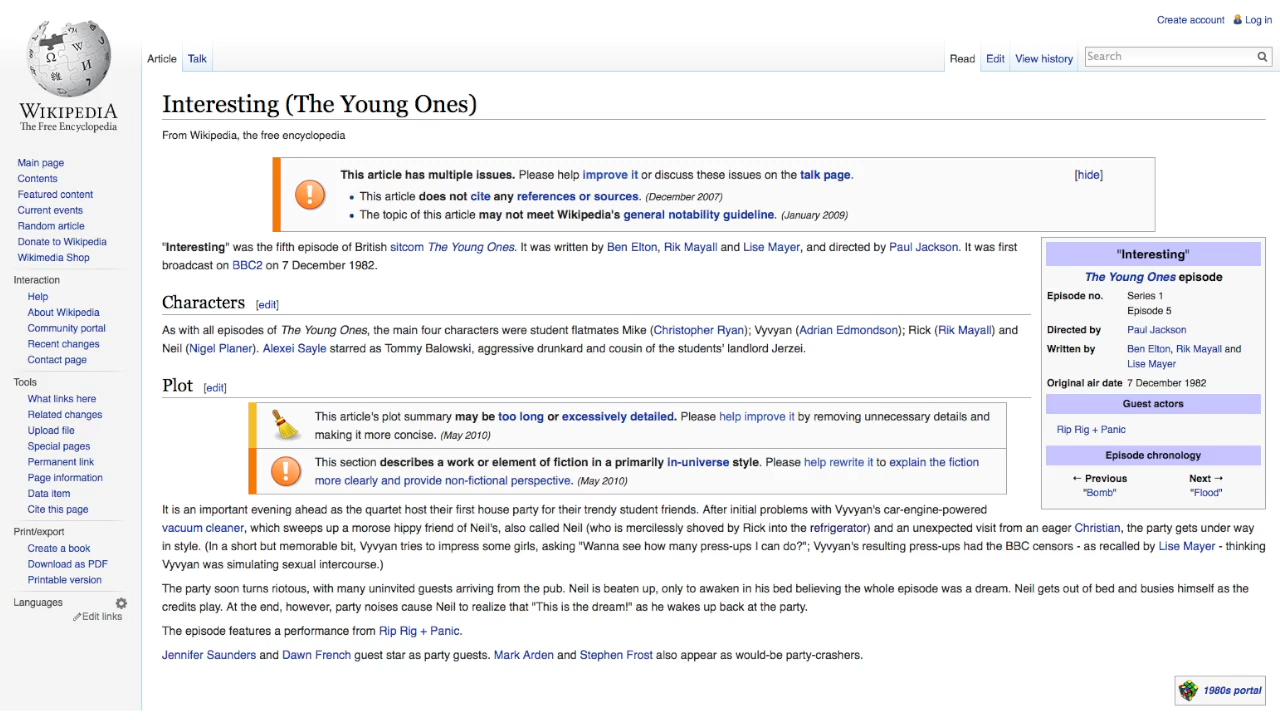 Create account Log in
Article Talk Read Edit View history Search
WIKIPEDIA
The Free Encyclopedia
Main page
Contents
Featured content
Current events
Random article
Donate to Wikipedia
Wikimedia Shop
Interaction
Help
About Wikipedia
Community portal
Recent changes
Contact page
Tools
What links here
Related changes
Upload file
Special pages
Permanent link
Page information
Data item
Cite this page
Print/export
Create a book
Download as PDF
Printable version
Languages
Edit links
Interesting (The Young Ones)
From Wikipedia, the free encyclopedia
This article has multiple issues. Please help improve it or discuss these issues on the talk page. [hide]
• This article does not cite any references or sources. (December 2007)
• The topic of this article may not meet Wikipedia's general notability guideline. (January 2009)
"Interesting" was the fifth episode of British sitcom The Young Ones. It was written by Ben Elton, Rik Mayall and Lise Mayer, and directed by Paul Jackson. It was first
broadcast on BBC2 on 7 December 1982.
Characters [edit]
As with all episodes of The Young Ones, the main four characters were student flatmates Mike (Christopher Ryan); Vyvyan (Adrian Edmondson); Rick (Rik Mayall) and
Neil (Nigel Planer). Alexei Sayle starred as Tommy Balowski, aggressive drunkard and cousin of the students' landlord Jerzei.
Plot [edit]
This article's plot summary may be too long or excessively detailed. Please help improve it by removing unnecessary details and
making it more concise. (May 2010)
This section describes a work or element of fiction in a primarily in-universe style. Please help rewrite it to explain the fiction
more clearly and provide non-fictional perspective. (May 2010)
"Interesting"
The Young Ones episode
Episode no. Series 1
Episode 5
Directed by Paul Jackson
Written by Ben Elton, Rik Mayall and
Lise Mayer
Original air date 7 December 1982
Guest actors
Rip Rig + Panic
Episode chronology
← Previous Next →
"Bomb" "Flood"
It is an important evening ahead as the quartet host their first house party for their trendy student friends. After initial problems with Vyvyan's car-engine-powered
vacuum cleaner, which sweeps up a morose hippy friend of Neil's, also called Neil (who is mercilessly shoved by Rick into the refrigerator) and an unexpected visit from an eager Christian, the party gets under way
in style. (In a short but memorable bit, Vyvyan tries to impress some girls, asking "Wanna see how many press-ups I can do?"; Vyvyan's resulting press-ups had the BBC censors - as recalled by Lise Mayer - thinking
Vyvyan was simulating sexual intercourse.)
The party soon turns riotous, with many uninvited guests arriving from the pub. Neil is beaten up, only to awaken in his bed believing the whole episode was a dream. Neil gets out of bed and busies himself as the
credits play. At the end, however, party noises cause Neil to realize that "This is the dream!" as he wakes up back at the party.
The episode features a performance from Rip Rig + Panic.
Jennifer Saunders and Dawn French guest star as party guests. Mark Arden and Stephen Frost also appear as would-be party-crashers.
1980s portal